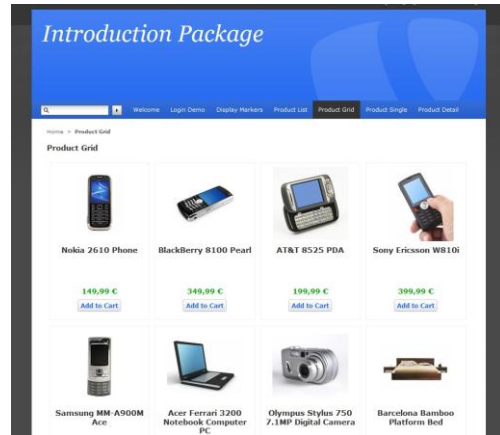 Introduction Package
Welcome Login Demo Display Markers Product List Product Grid Product Single Product Detail
Home > Product Grid
Product Grid
Nokia 2610 Phone BlackBerry 8100 Pearl AT&T 8525 PDA Sony Ericsson W810i
149,99 € 349,99 € 199,99 € 399,99 €
Add to Cart Add to Cart Add to Cart Add to Cart
Samsung MM-A900M Acer Ferrari 3200 Olympus Stylus 750 Barcelona Bamboo
Ace Notebook Computer 7.1MP Digital Camera Platform Bed
PC